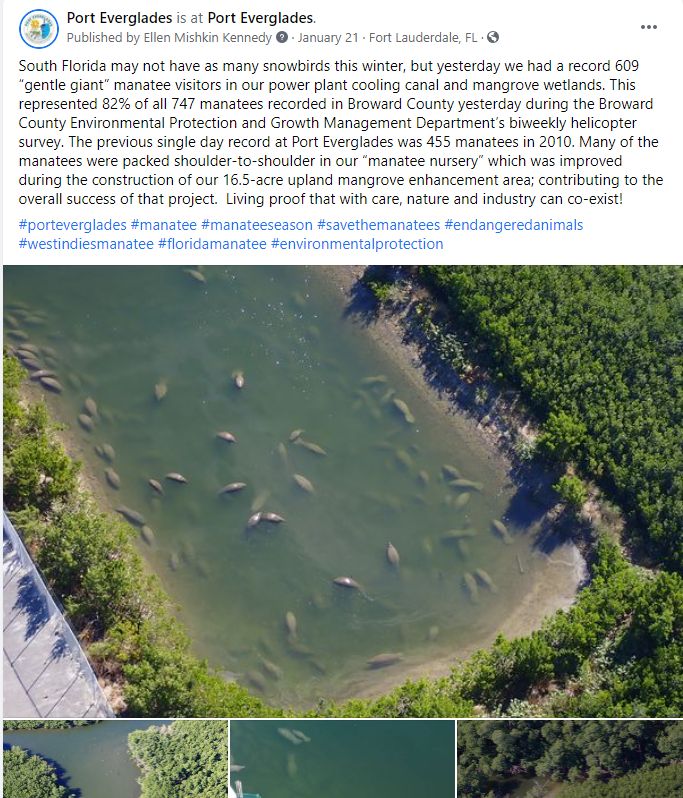 Port Everglades is at Port Everglades.
Published by Ellen Mishkin Kennedy · January 21 · Fort Lauderdale, FL ·
South Florida may not have as many snowbirds this winter, but yesterday we had a record 609
“gentle giant” manatee visitors in our power plant cooling canal and mangrove wetlands. This
represented 82% of all 747 manatees recorded in Broward County yesterday during the Broward
County Environmental Protection and Growth Management Department’s biweekly helicopter
survey. The previous single day record at Port Everglades was 455 manatees in 2010. Many of the
manatees were packed shoulder-to-shoulder in our “manatee nursery” which was improved
during the construction of our 16.5-acre upland mangrove enhancement area; contributing to the
overall success of that project.  Living proof that with care, nature and industry can co-exist!
#porteverglades #manatee #manateeseason #savethemanatees #endangeredanimals
#westindiesmanatee #floridamanatee #environmentalprotection